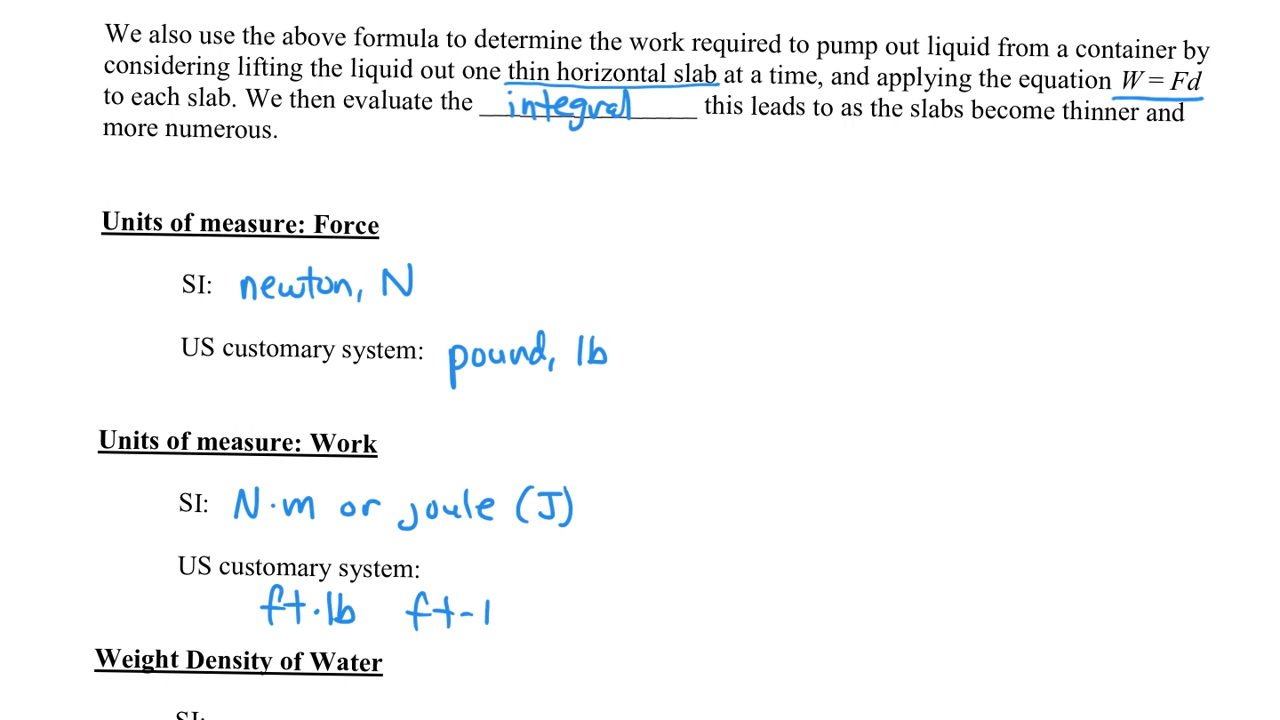 We also use the above formula to determine the work required to pump out liquid from a container by
considering lifting the liquid out one thin horizontal slab at a time, and applying the equation W = Fd
to each slab. We then evaluate the integral this leads to as the slabs become thinner and
more numerous.
Units of measure: Force
SI: newton, N
US customary system: pound, lb
Units of measure: Work
SI: N·m or joule (J)
US customary system:
ft·lb ft-l
Weight Density of Water
SI: